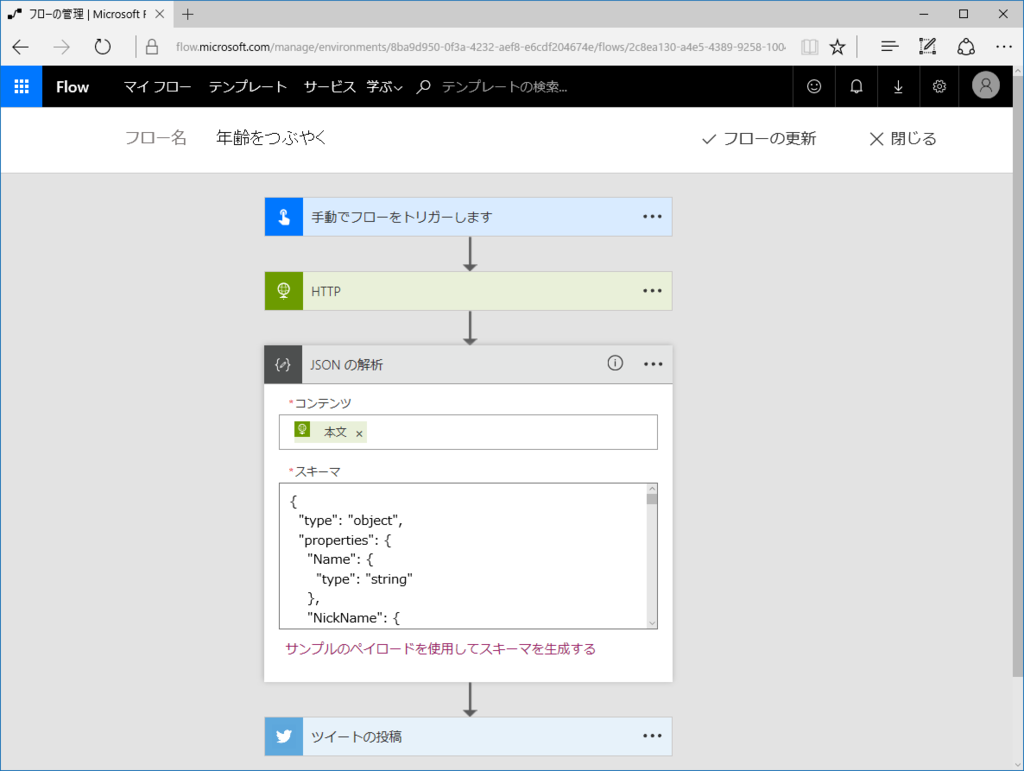 フローの管理 | Microsoft F
flow.microsoft.com/manage/environments/8ba9d950-0f3a-4232-aef8-e6cdf204674e/flows/2c8ea130-a4e5-4389-9258-100
Flow マイ フロー テンプレート サービス 学ぶ テンプレートの検索...
フロー名 年齢をつぶやく フローの更新 閉じる
手動でフローをトリガーします
HTTP
JSON の解析
*コンテンツ
本文 ×
*スキーマ
{
"type": "object",
"properties": {
"Name": {
"type": "string"
},
"NickName": {
サンプルのペイロードを使用してスキーマを生成する
ツイートの投稿